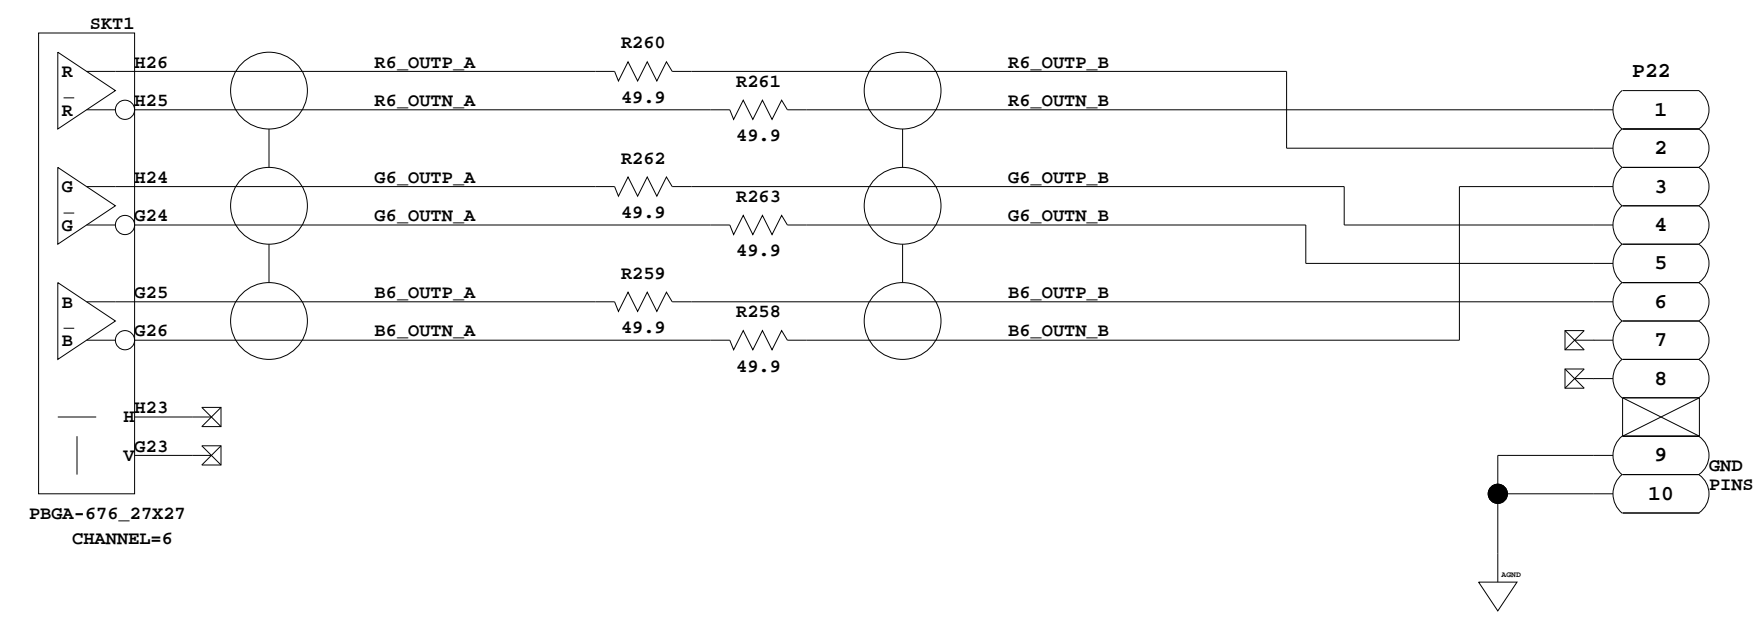 SKT1
R260
R H26 R6_OUTP_A R6_OUTP_B
P22
R261
49.9
R H25 R6_OUTN_A R6_OUTN_B
1
49.9
2
R262
G H24 G6_OUTP_A G6_OUTP_B
3
R263
49.9
G G24 G6_OUTN_A G6_OUTN_B
4
49.9
5
R259
B G25 B6_OUTP_A B6_OUTP_B
6
R258
49.9
B G26 B6_OUTN_A B6_OUTN_B
7
49.9
8
H H23
V G23
9
GND
PINS
10
PBGA-676_27X27
CHANNEL=6
AGND